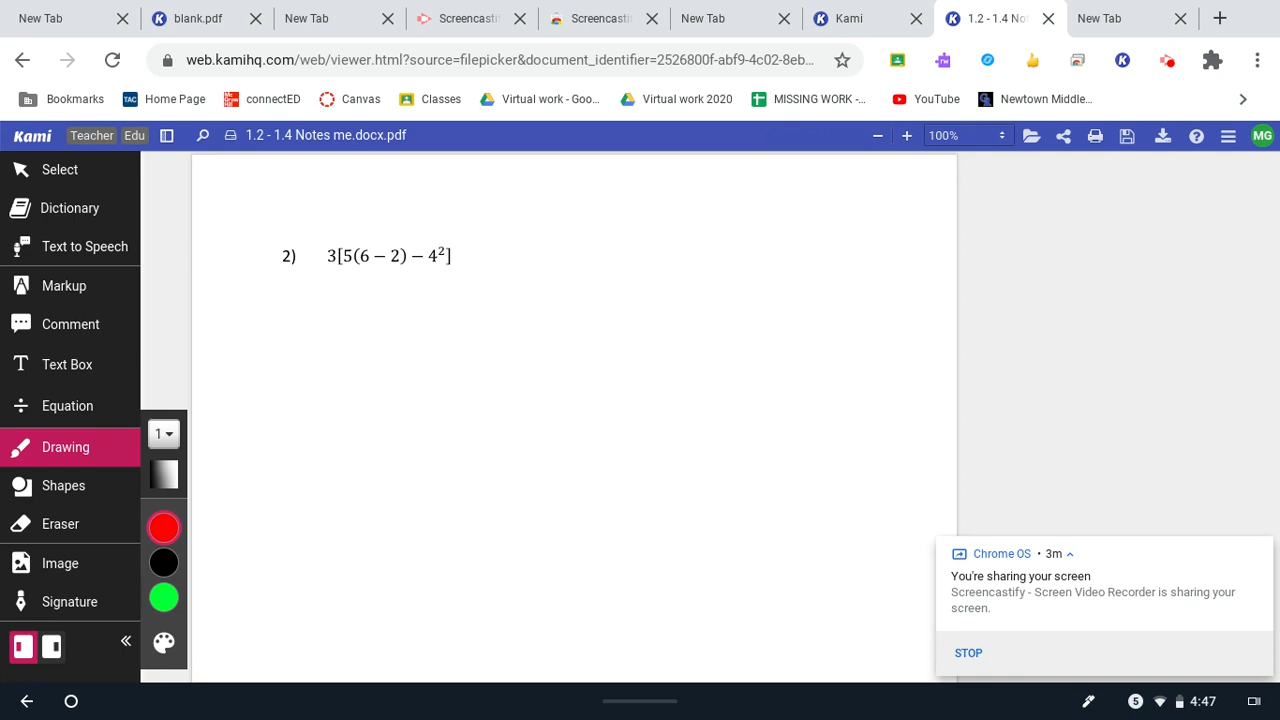 New Tab
blank.pdf
New Tab
Screencasti
Screencasti
New Tab
Kami
1.2 - 1.4 Not
New Tab
web.kamihq.com/web/viewer.html?source=filepicker&document_identifier=2526800f-abf9-4c02-8eb...
Bookmarks
Home Page
connectED
Canvas
Classes
Virtual work - Goo...
Virtual work 2020
MISSING WORK -...
YouTube
Newtown Middle...
Kami
Teacher
Edu
1.2 - 1.4 Notes me.docx.pdf
100%
MG
Select
Dictionary
Text to Speech
Markup
Comment
Text Box
Equation
Drawing
Shapes
Eraser
Image
Signature
1
2) 3[5(6 − 2) − 4²]
Chrome OS • 3m
You're sharing your screen
Screencastify - Screen Video Recorder is sharing your
screen.
STOP
5
4:47